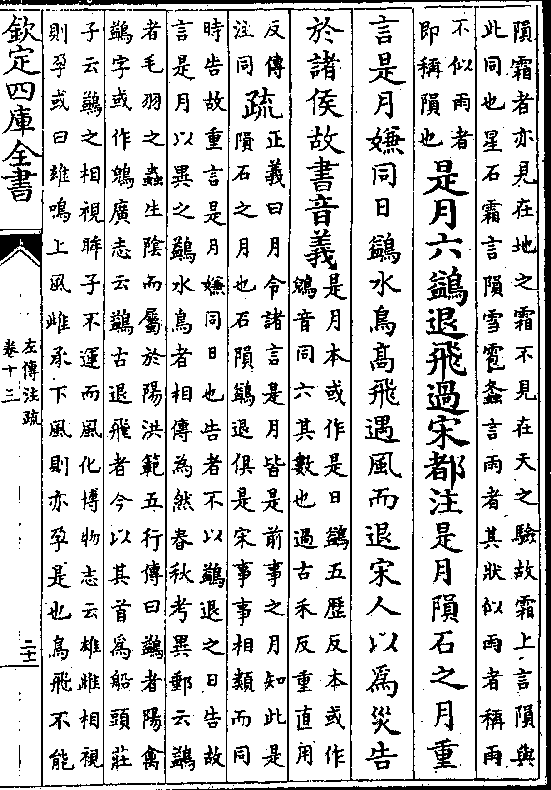 隕霜者亦見在地之霜不見在天之驗故霜上言隕與
此同也星石霜言隕雪雹螽言雨者其狀似雨者稱雨
不似雨者
即稱隕也
是月六鷁退飛過宋都注是月隕石之月重
言是月嫌同日鷁水鳥高飛遇風而退宋人以為災告
於諸侯故書音義
是月本或作是日鷁五歷反本或作
鶂音同六其數也過古禾反重直用
反傳
注同
疏
正義曰月令諸言是月皆是前事之月知此是
隕石之月也石隕鷁退俱是宋事事相類而同
時告故重言是月嫌同日也告者不以鷁退之日告故
言是月以異之鷁水鳥者相傳為然春秋考異郵云鷁
者毛羽之蟲生陰而屬於陽洪範五行傳曰鷁者陽禽
鷁字或作鶂廣志云鷁古退飛者今以其首為船頭莊
子云鷁之相視眸子不運而風化博物志云雄雌相視
則孕或曰雄鳴上風雌承下風則亦孕是也鳥飛不能
欽定四庫全書
左傳注疏
卷十三
二十二